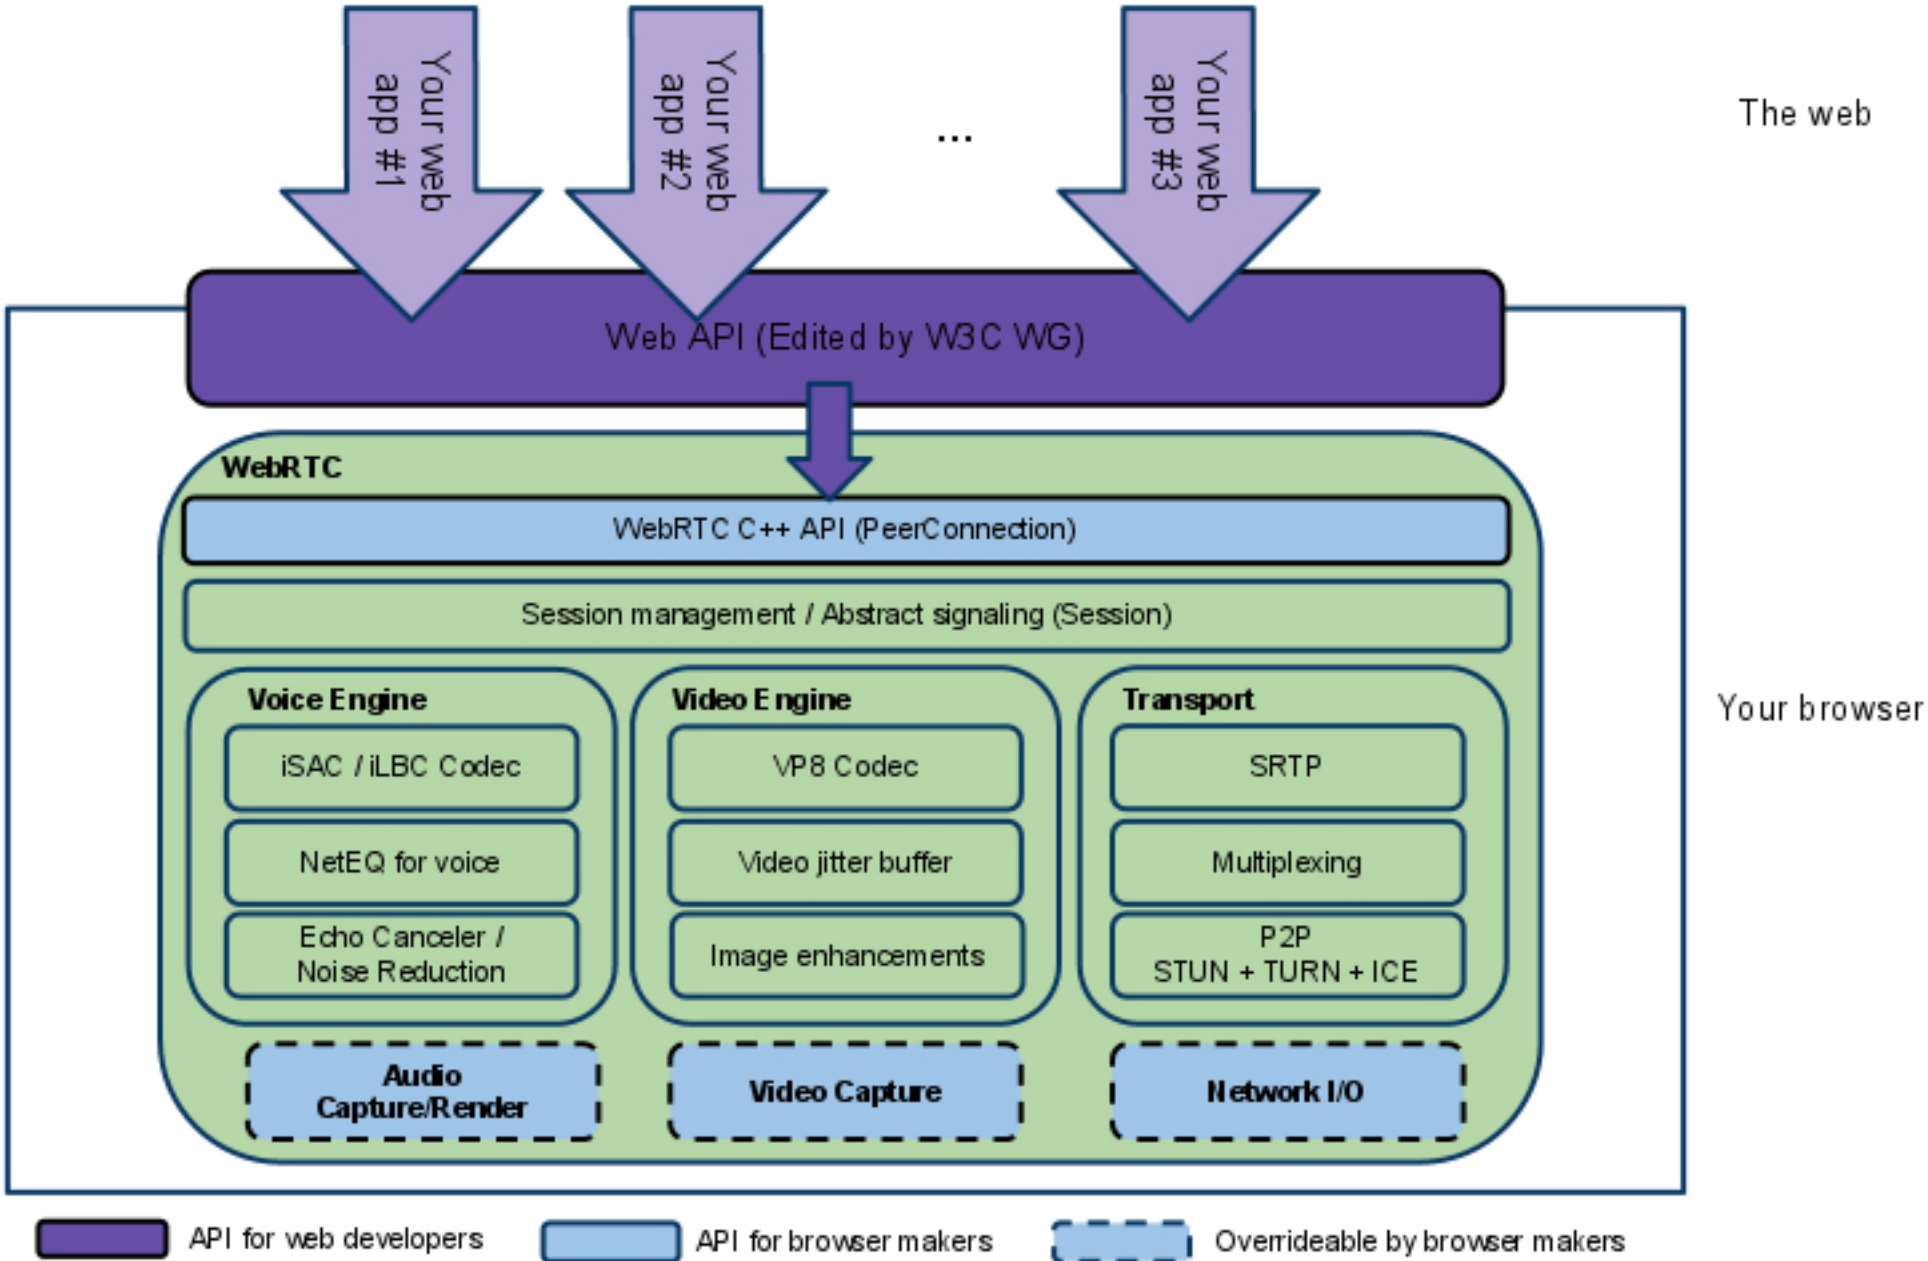 Your web
app #1
Your web
app #2
...
Your web
app #3
The web
Web API (Edited by W3C WG)
WebRTC
WebRTC C++ API (PeerConnection)
Session management / Abstract signaling (Session)
Voice Engine
iSAC / iLBC Codec
NetEQ for voice
Echo Canceler /
Noise Reduction
Video Engine
VP8 Codec
Video jitter buffer
Image enhancements
Transport
SRTP
Multiplexing
P2P
STUN + TURN + ICE
Your browser
Audio
Capture/Render
Video Capture
Network I/O
API for web developers
API for browser makers
Overrideable by browser makers